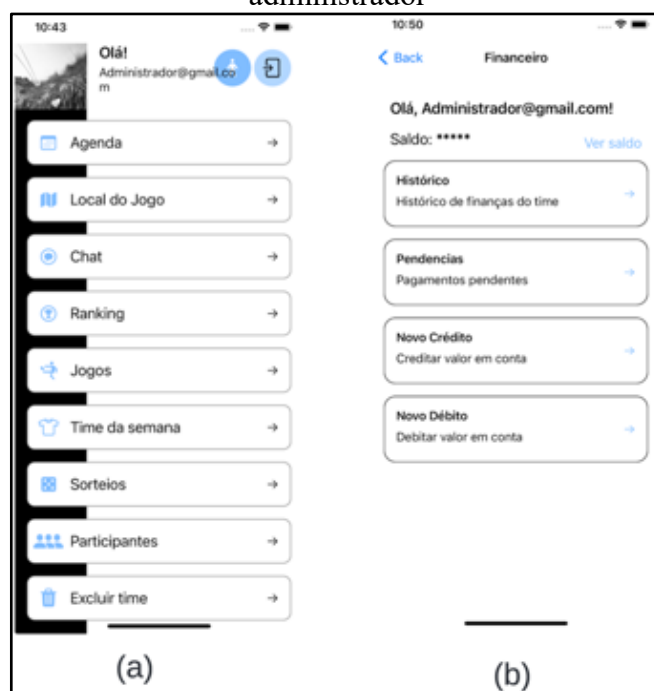 administrador
10:43
Olá!
Administrador@gmail.co
m
Agenda
Local do Jogo
Chat
Ranking
Jogos
Time da semana
Sorteios
Participantes
Excluir time
(a)
10:50
Back
Financeiro
Olá, Administrador@gmail.com!
Saldo: *****
Ver saldo
Histórico
Histórico de finanças do time
Pendencias
Pagamentos pendentes
Novo Crédito
Creditar valor em conta
Novo Débito
Debitar valor em conta
(b)